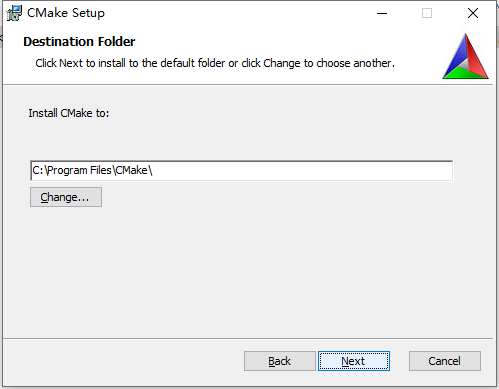 CMake Setup
Destination Folder
Click Next to install to the default folder or click Change to choose another.
Install CMake to:
C:\Program Files\CMake\
Change...
Back
Next
Cancel